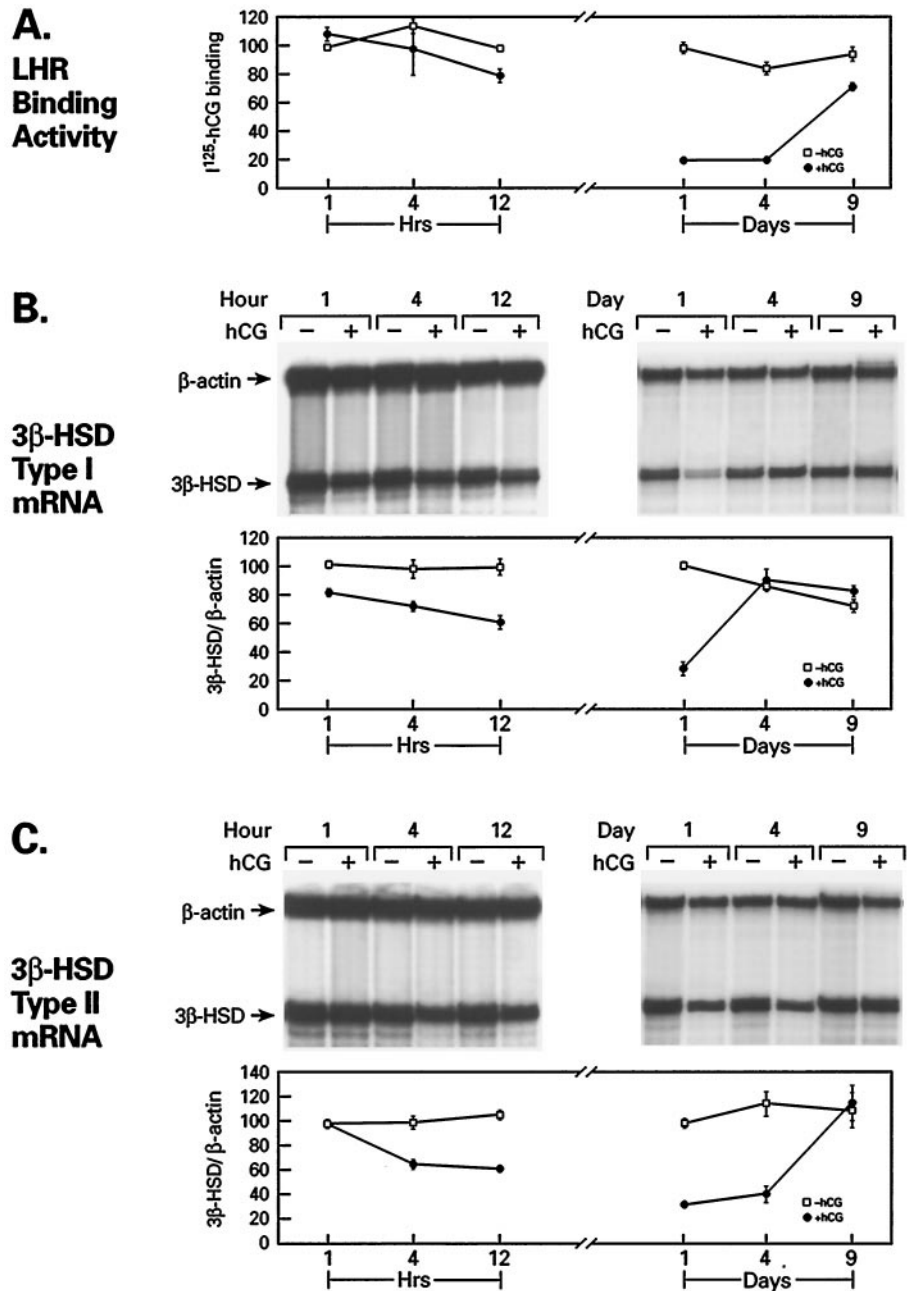 A.
LHR
Binding
Activity
I125-hCG binding
120
100
80
60
40
20
0
−hCG
+hCG
1 4 12 1 4 9
Hrs Days
B.
3β-HSD
Type I
mRNA
Hour 1 4 12 Day 1 4 9
hCG − + − + − + hCG − + − + − +
β-actin
3β-HSD
3β-HSD/ β-actin
120
100
80
60
40
20
0
−hCG
+hCG
1 4 12 1 4 9
Hrs Days
C.
3β-HSD
Type II
mRNA
Hour 1 4 12 Day 1 4 9
hCG − + − + − + hCG − + − + − +
β-actin
3β-HSD
3β-HSD/ β-actin
140
120
100
80
60
40
20
0
−hCG
+hCG
1 4 12 1 4 9
Hrs Days